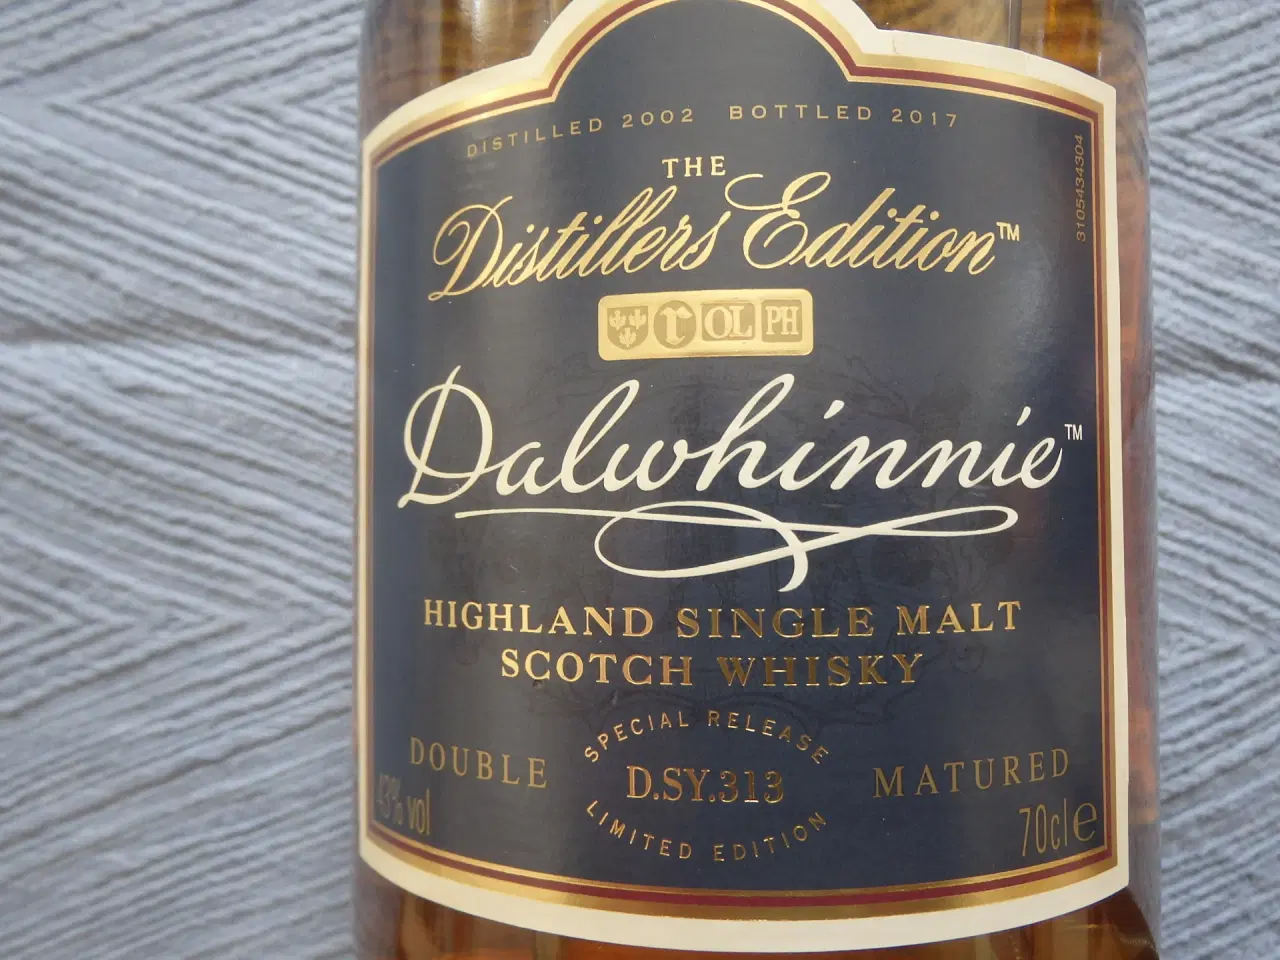 DISTILLED 2002 BOTTLED 2017
THE
Distillers Edition™
r OL PH
Dalwhinnie™
HIGHLAND SINGLE MALT
SCOTCH WHISKY
SPECIAL RELEASE
DOUBLE D.SY.313 MATURED
LIMITED EDITION
43% vol 70cl e
3105434304